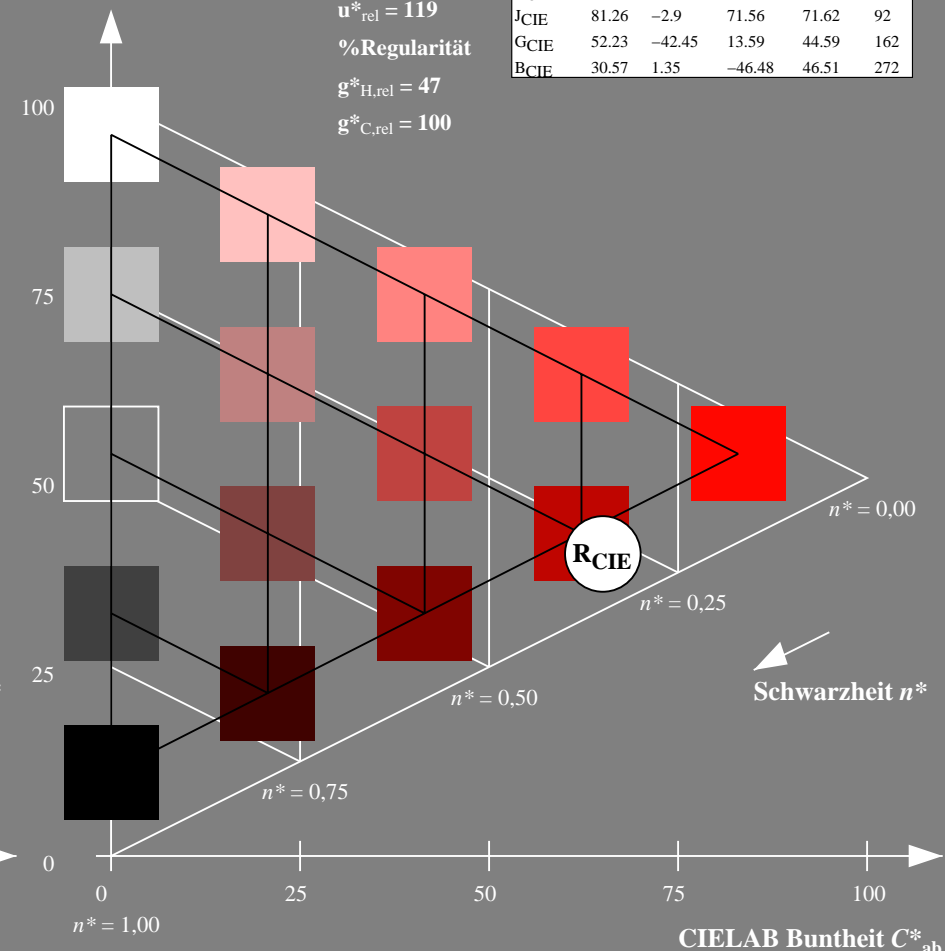 u*rel = 119
%Regularität
g*H,rel = 47
g*C,rel = 100
JCIE 81.26 −2.9 71.56 71.62 92
GCIE 52.23 −42.45 13.59 44.59 162
BCIE 30.57 1.35 −46.48 46.51 272
100
75
50
25
0
RCIE
n* = 0,00
n* = 0,25
Schwarzheit n*
n* = 0,50
n* = 0,75
0 25 50 75 100
n* = 1,00
CIELAB Buntheit C*ab